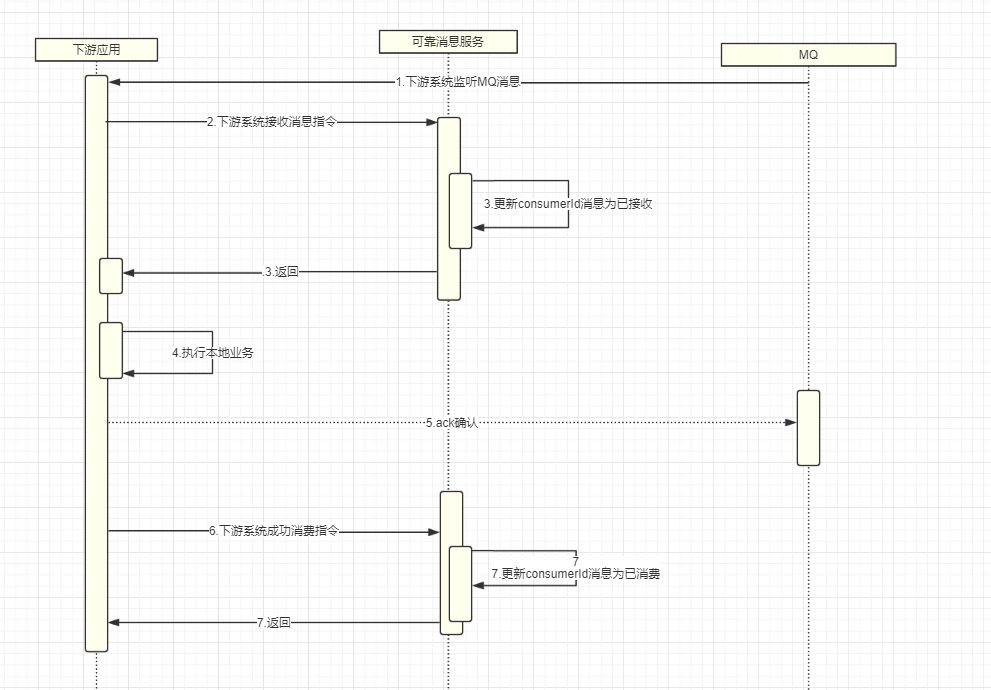 下游应用
可靠消息服务
MQ
1.下游系统监听MQ消息
2.下游系统接收消息指令
3.更新consumerId消息为已接收
.3.返回
4.执行本地业务
5.ack确认
6.下游系统成功消费指令
7
7.更新consumerId消息为已消费
7.返回